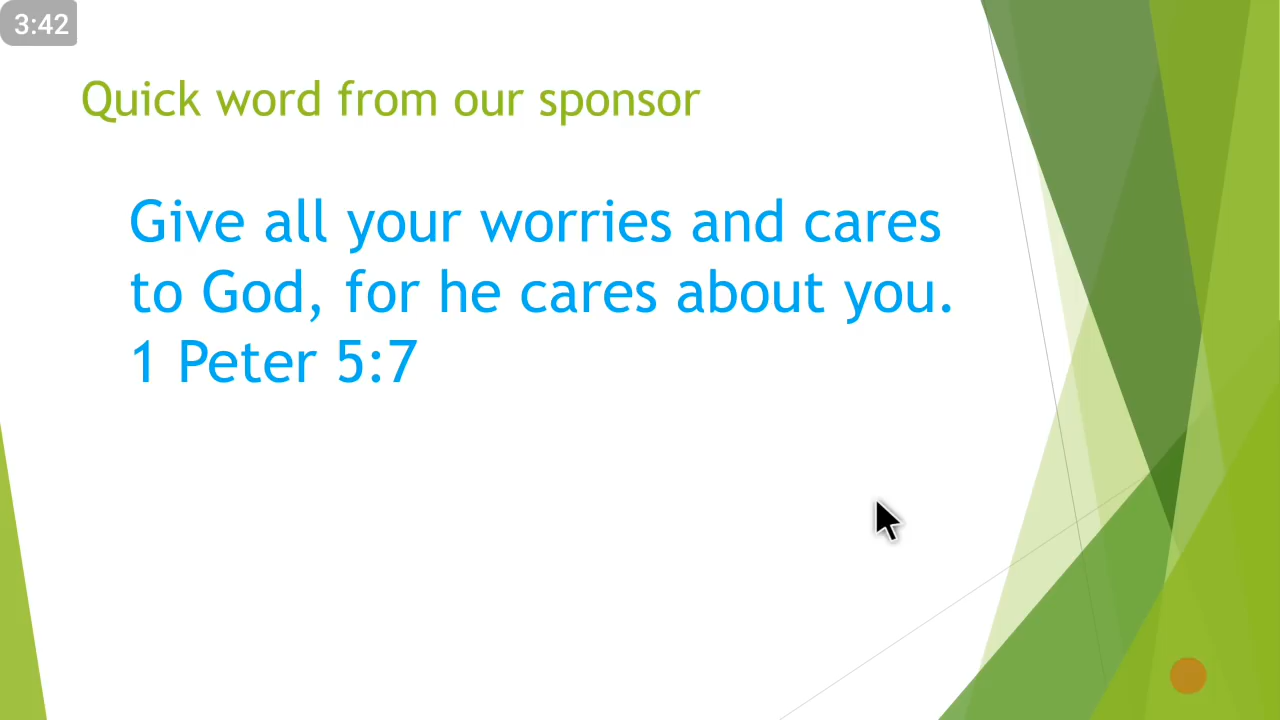 3:42
Quick word from our sponsor
Give all your worries and cares
to God, for he cares about you.
1 Peter 5:7